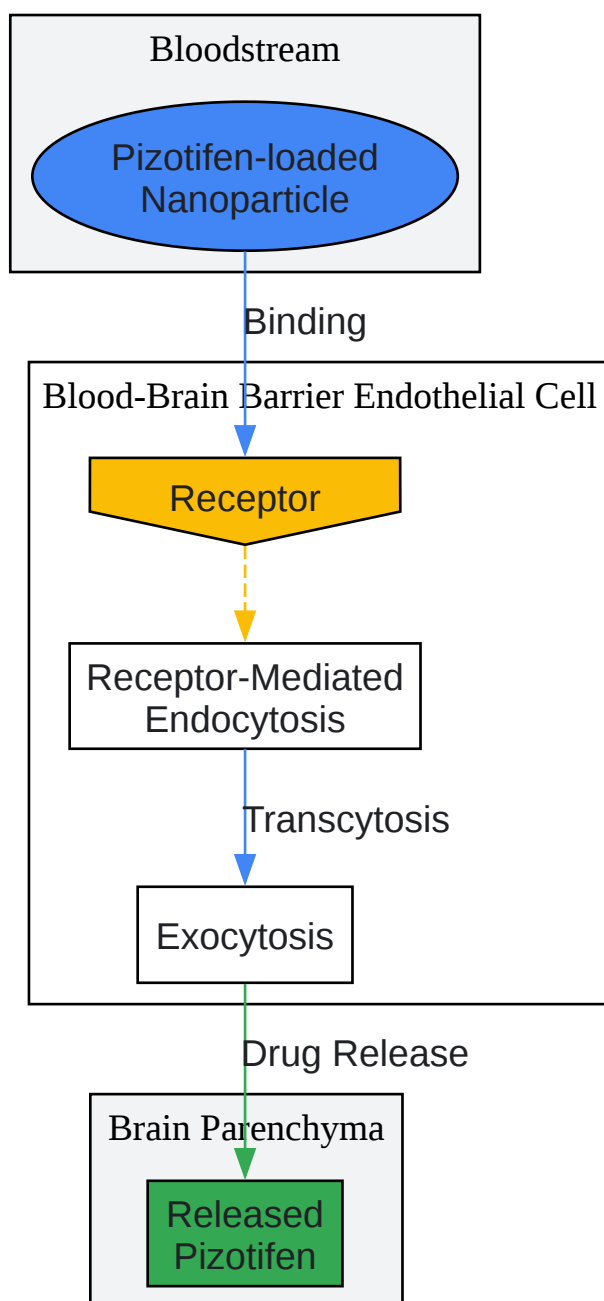 Bloodstream
Pizotifen-loaded
Nanoparticle
Binding
Blood-Brain Barrier Endothelial Cell
Receptor
Receptor-Mediated
Endocytosis
Transcytosis
Exocytosis
Drug Release
Brain Parenchyma
Released
Pizotifen